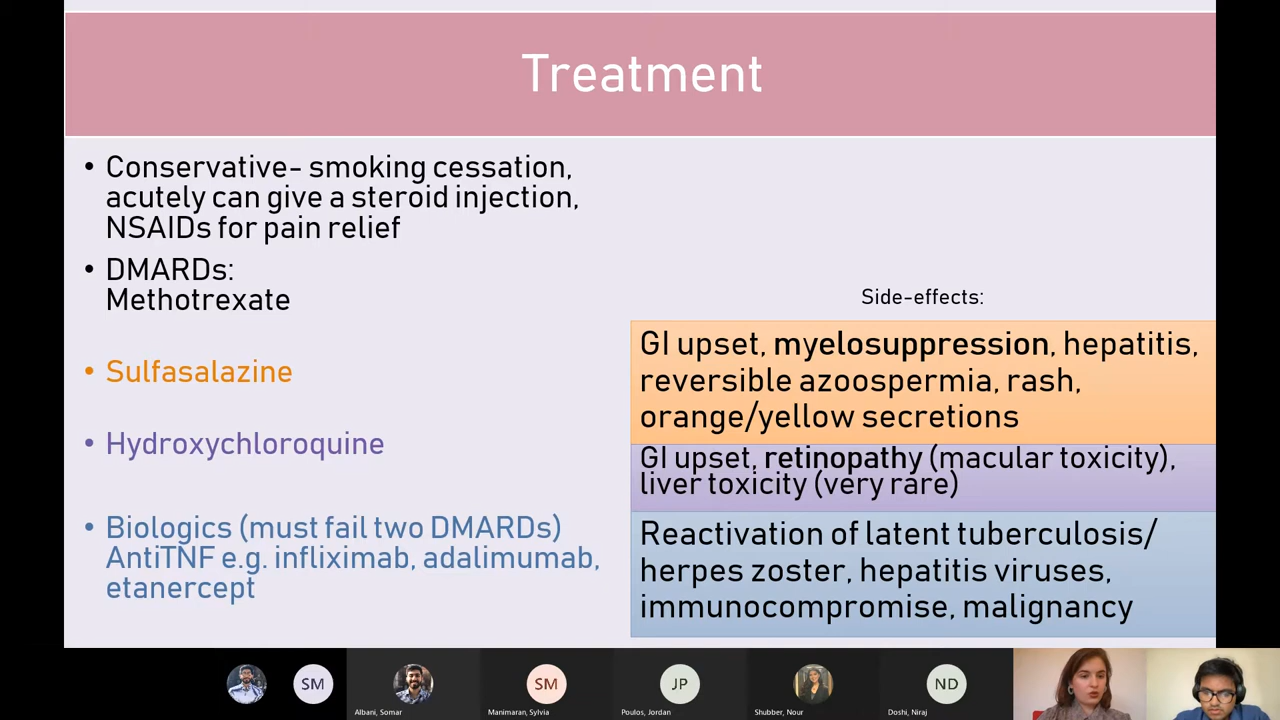 Treatment
• Conservative- smoking cessation,
acutely can give a steroid injection,
NSAIDs for pain relief
• DMARDs:
Methotrexate
• Sulfasalazine
• Hydroxychloroquine
• Biologics (must fail two DMARDs)
AntiTNF e.g. infliximab, adalimumab,
etanercept
Side-effects:
GI upset, myelosuppression, hepatitis,
reversible azoospermia, rash,
orange/yellow secretions
GI upset, retinopathy (macular toxicity),
liver toxicity (very rare)
Reactivation of latent tuberculosis/
herpes zoster, hepatitis viruses,
immunocompromise, malignancy
SM
Albani, Somar
SM
Manimaran, Sylvia
JP
Poulos, Jordan
Shubber, Nour
ND
Doshi, Niraj